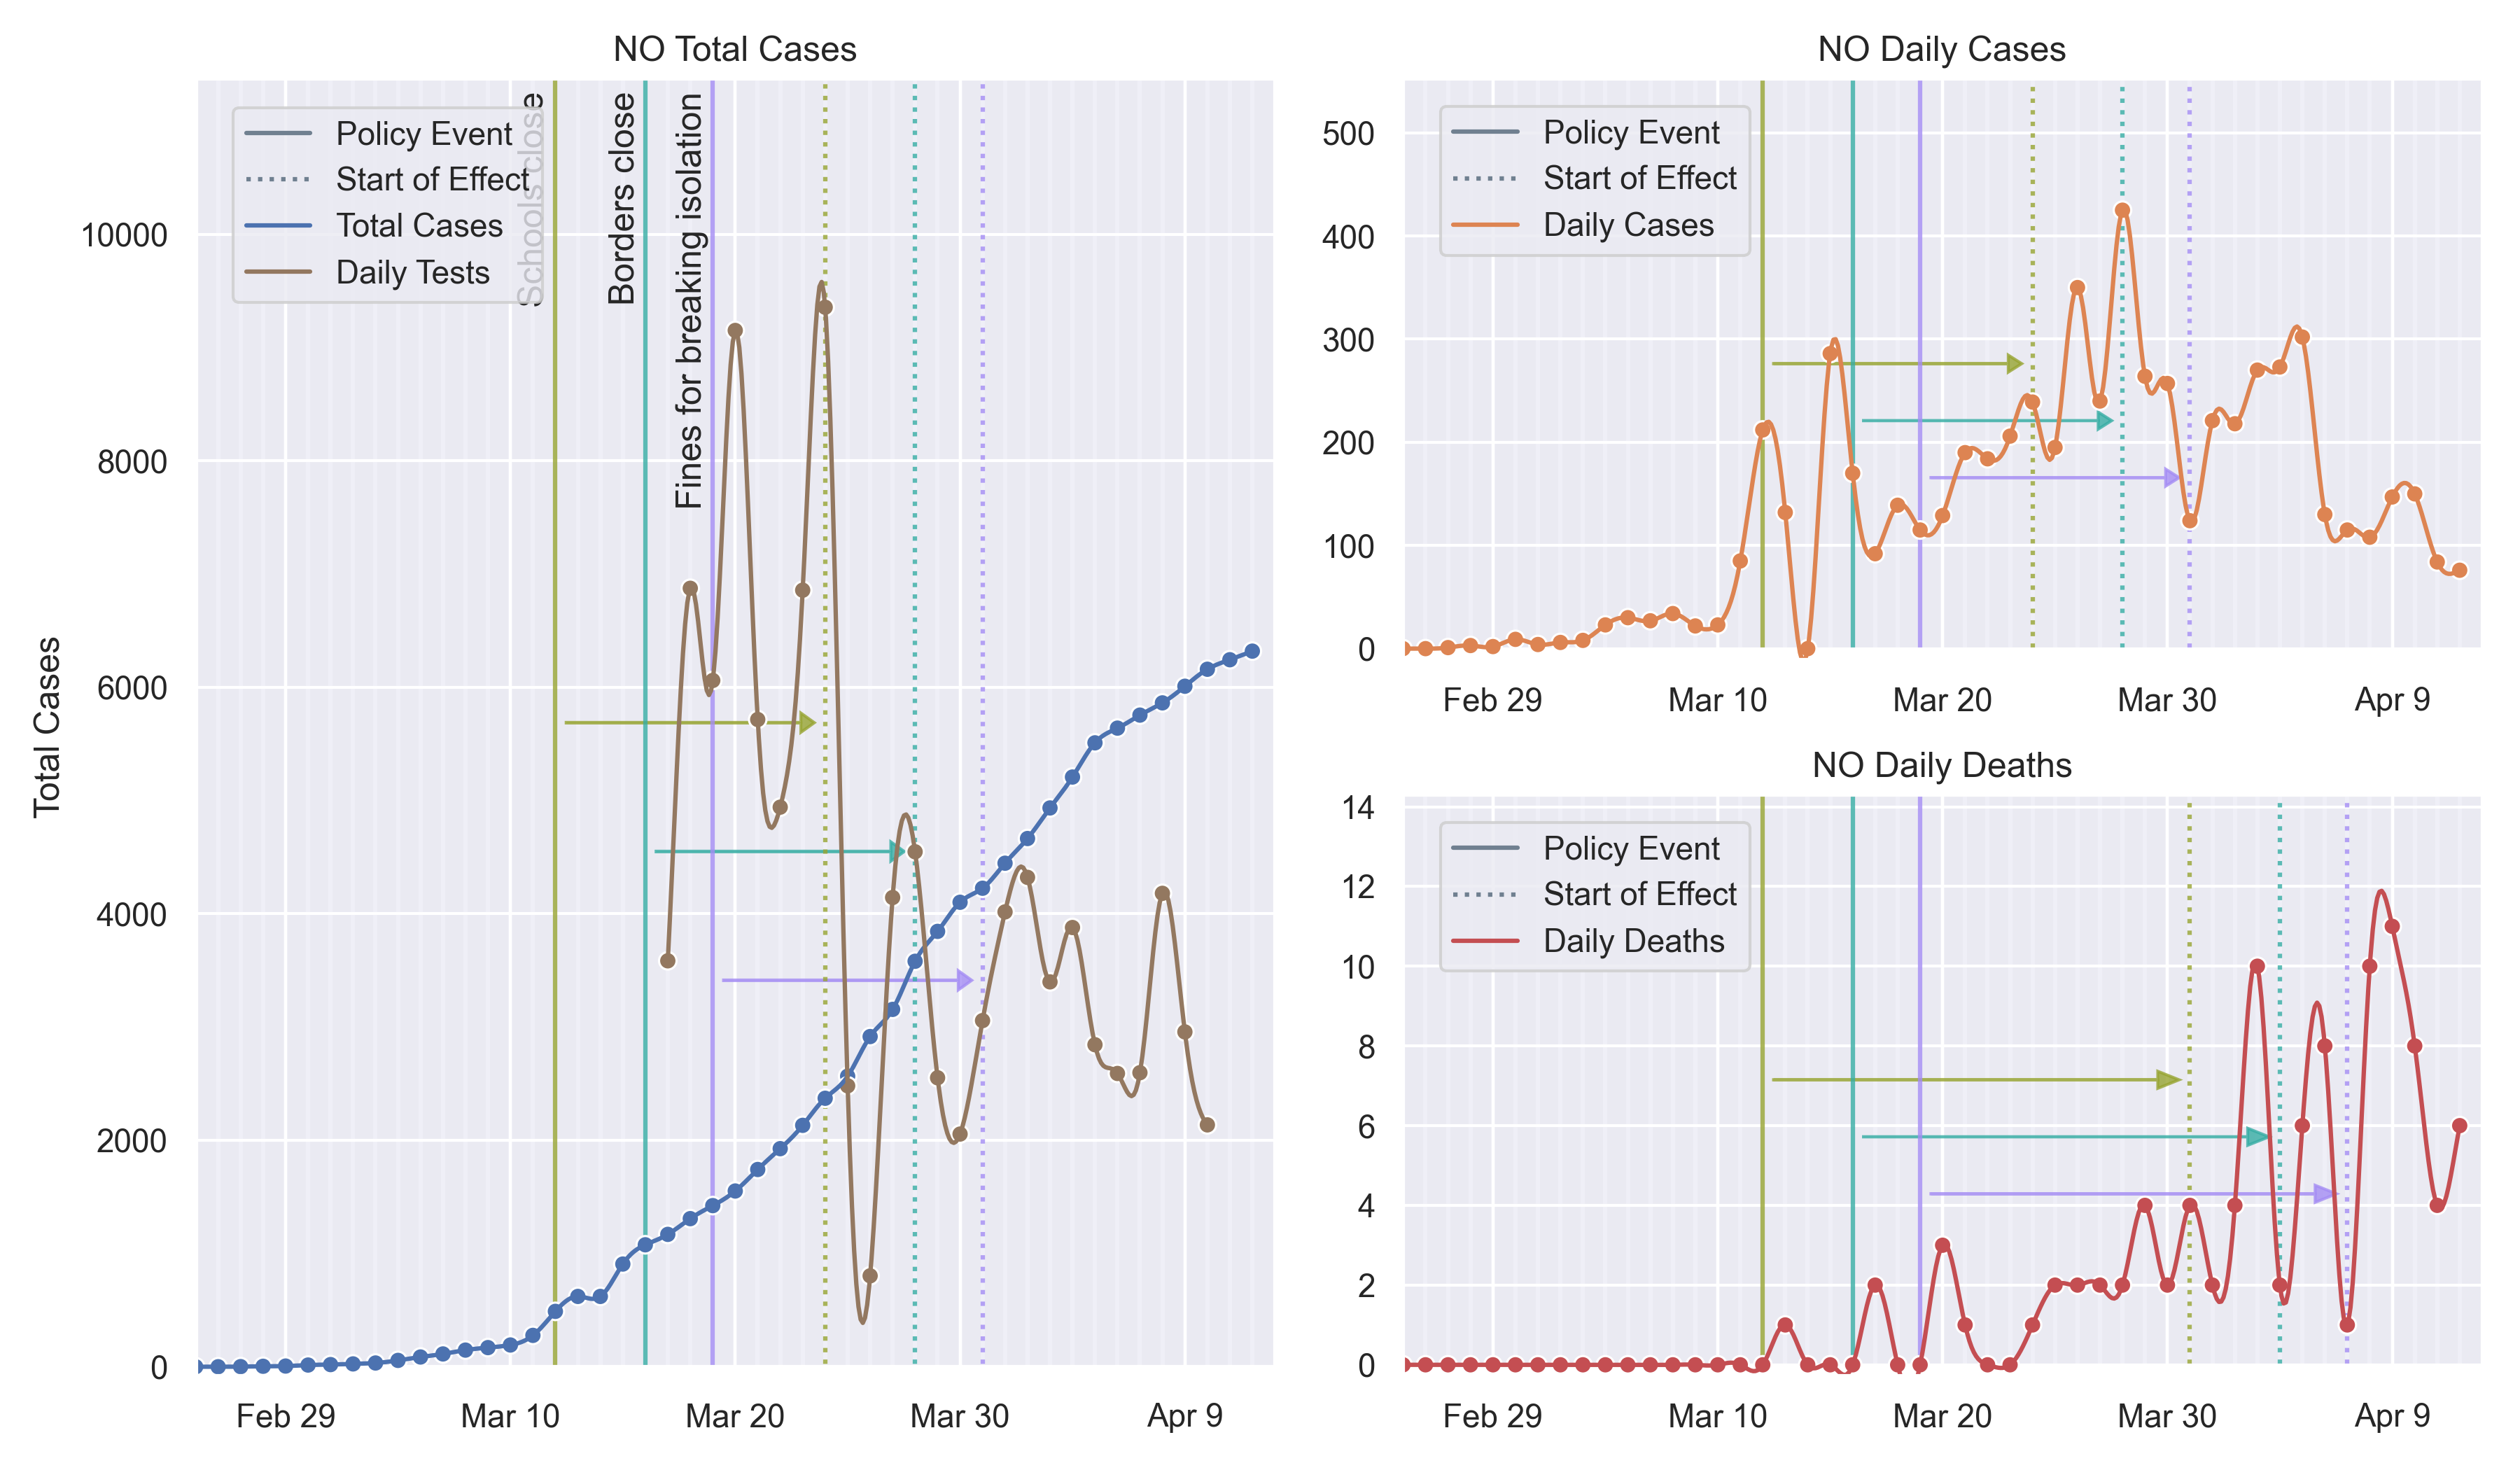 NO Total Cases
Policy Event
Start of Effect
Total Cases
Daily Tests
Schools close
Borders close
Fines for breaking isolation
Total Cases
10000
8000
6000
4000
2000
0
Feb 29
Mar 10
Mar 20
Mar 30
Apr 9
NO Daily Cases
Policy Event
Start of Effect
Daily Cases
500
400
300
200
100
0
Feb 29
Mar 10
Mar 20
Mar 30
Apr 9
NO Daily Deaths
Policy Event
Start of Effect
Daily Deaths
14
12
10
8
6
4
2
0
Feb 29
Mar 10
Mar 20
Mar 30
Apr 9